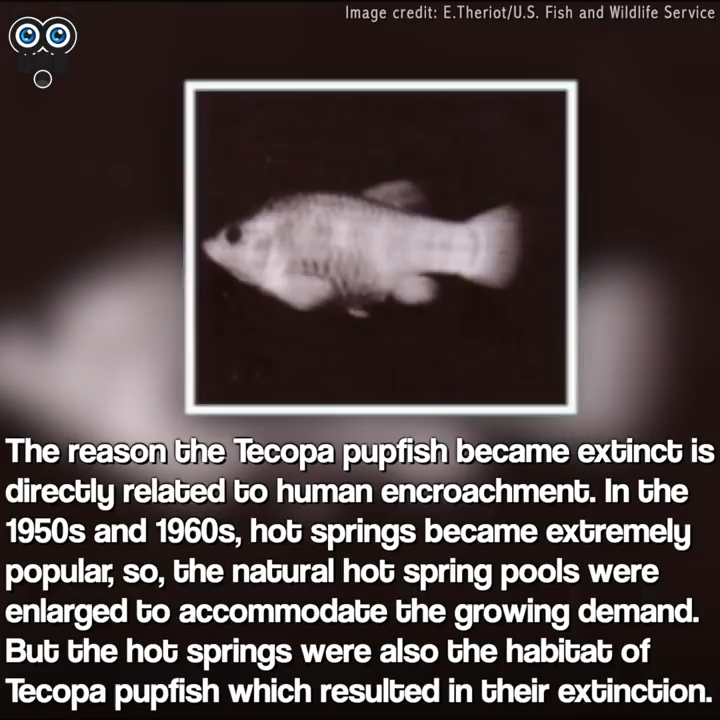 Image credit: E.Theriot/U.S. Fish and Wildlife Service
The reason the Tecopa pupfish became extinct is
directly related to human encroachment. In the
1950s and 1960s, hot springs became extremely
popular, so, the natural hot spring pools were
enlarged to accommodate the growing demand.
But the hot springs were also the habitat of
Tecopa pupfish which resulted in their extinction.